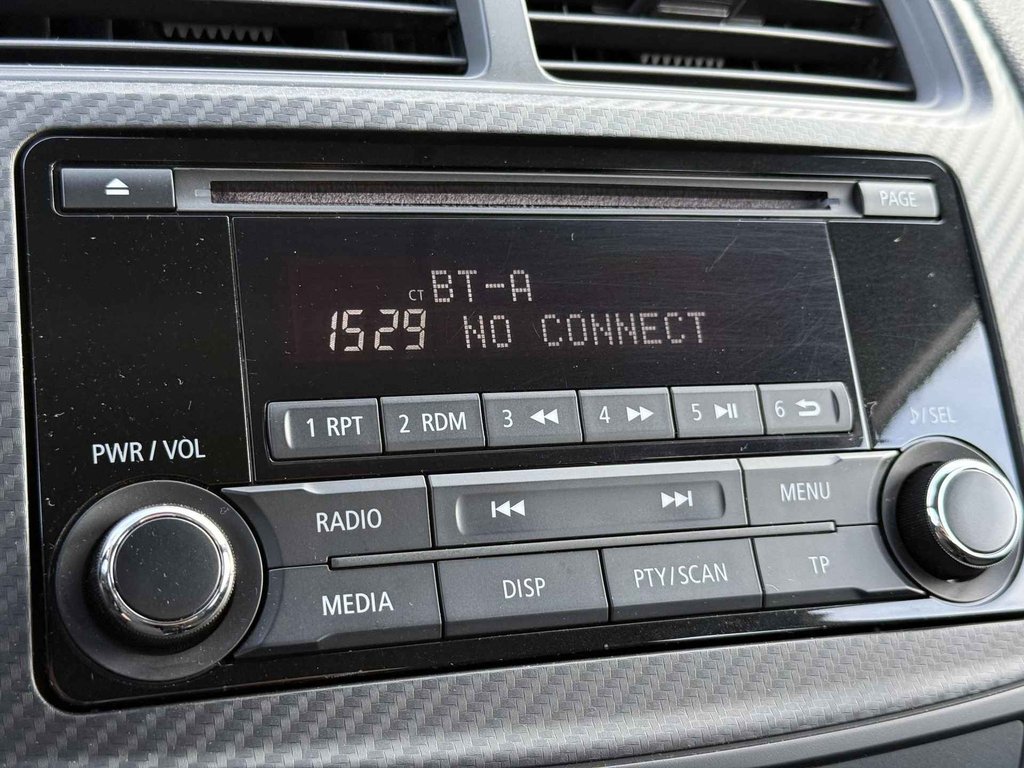 PAGE
CT BT-A
1529 NO CONNECT
1 RPT 2 RDM 3 4 5 6
PWR / VOL
/SEL
RADIO
MENU
MEDIA
DISP
PTY/SCAN
TP